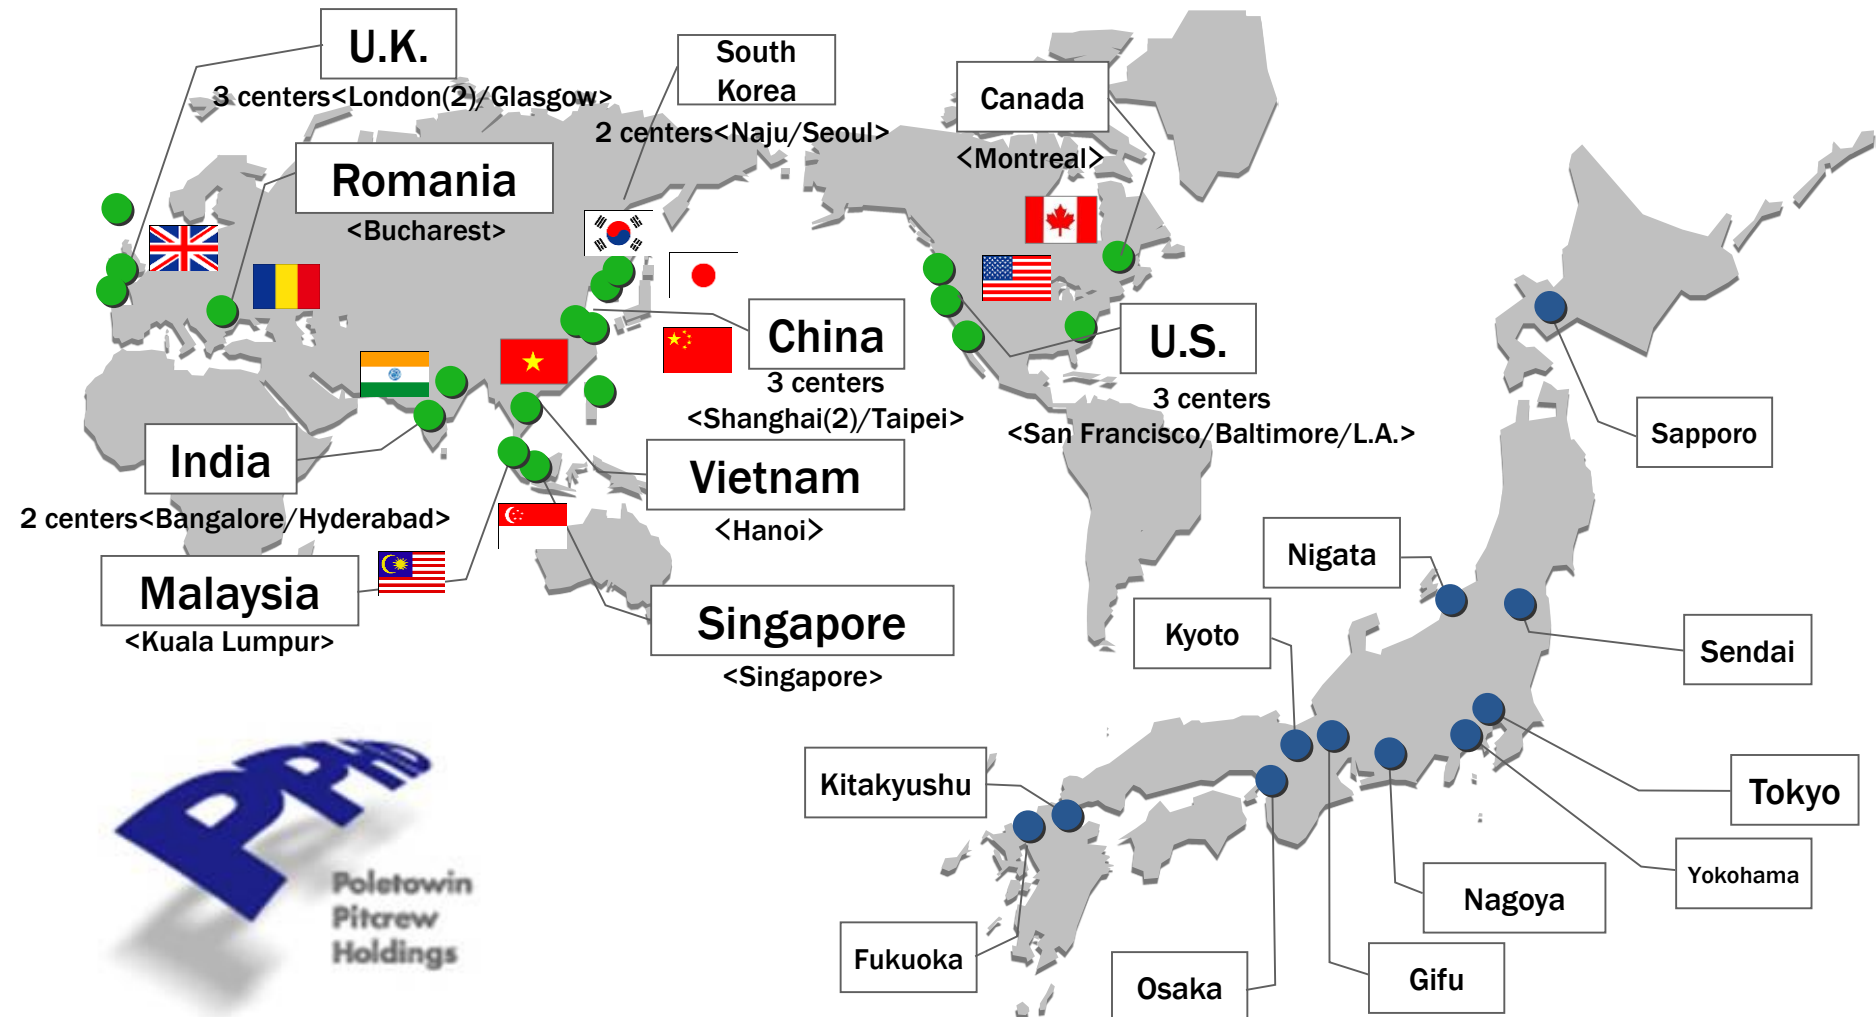 U.K.
3 centers<London(2)/Glasgow>
South
Korea
2 centers<Naju/Seoul>
Canada
<Montreal>
Romania
<Bucharest>
China
3 centers
<Shanghai(2)/Taipei>
U.S.
3 centers
<San Francisco/Baltimore/L.A.>
India
2 centers<Bangalore/Hyderabad>
Vietnam
<Hanoi>
Malaysia
<Kuala Lumpur>
Singapore
<Singapore>
Sapporo
Nigata
Kyoto
Sendai
Kitakyushu
Tokyo
Yokohama
Nagoya
Fukuoka
Gifu
Osaka
PPHD
Poletowin
Pitcrew
Holdings